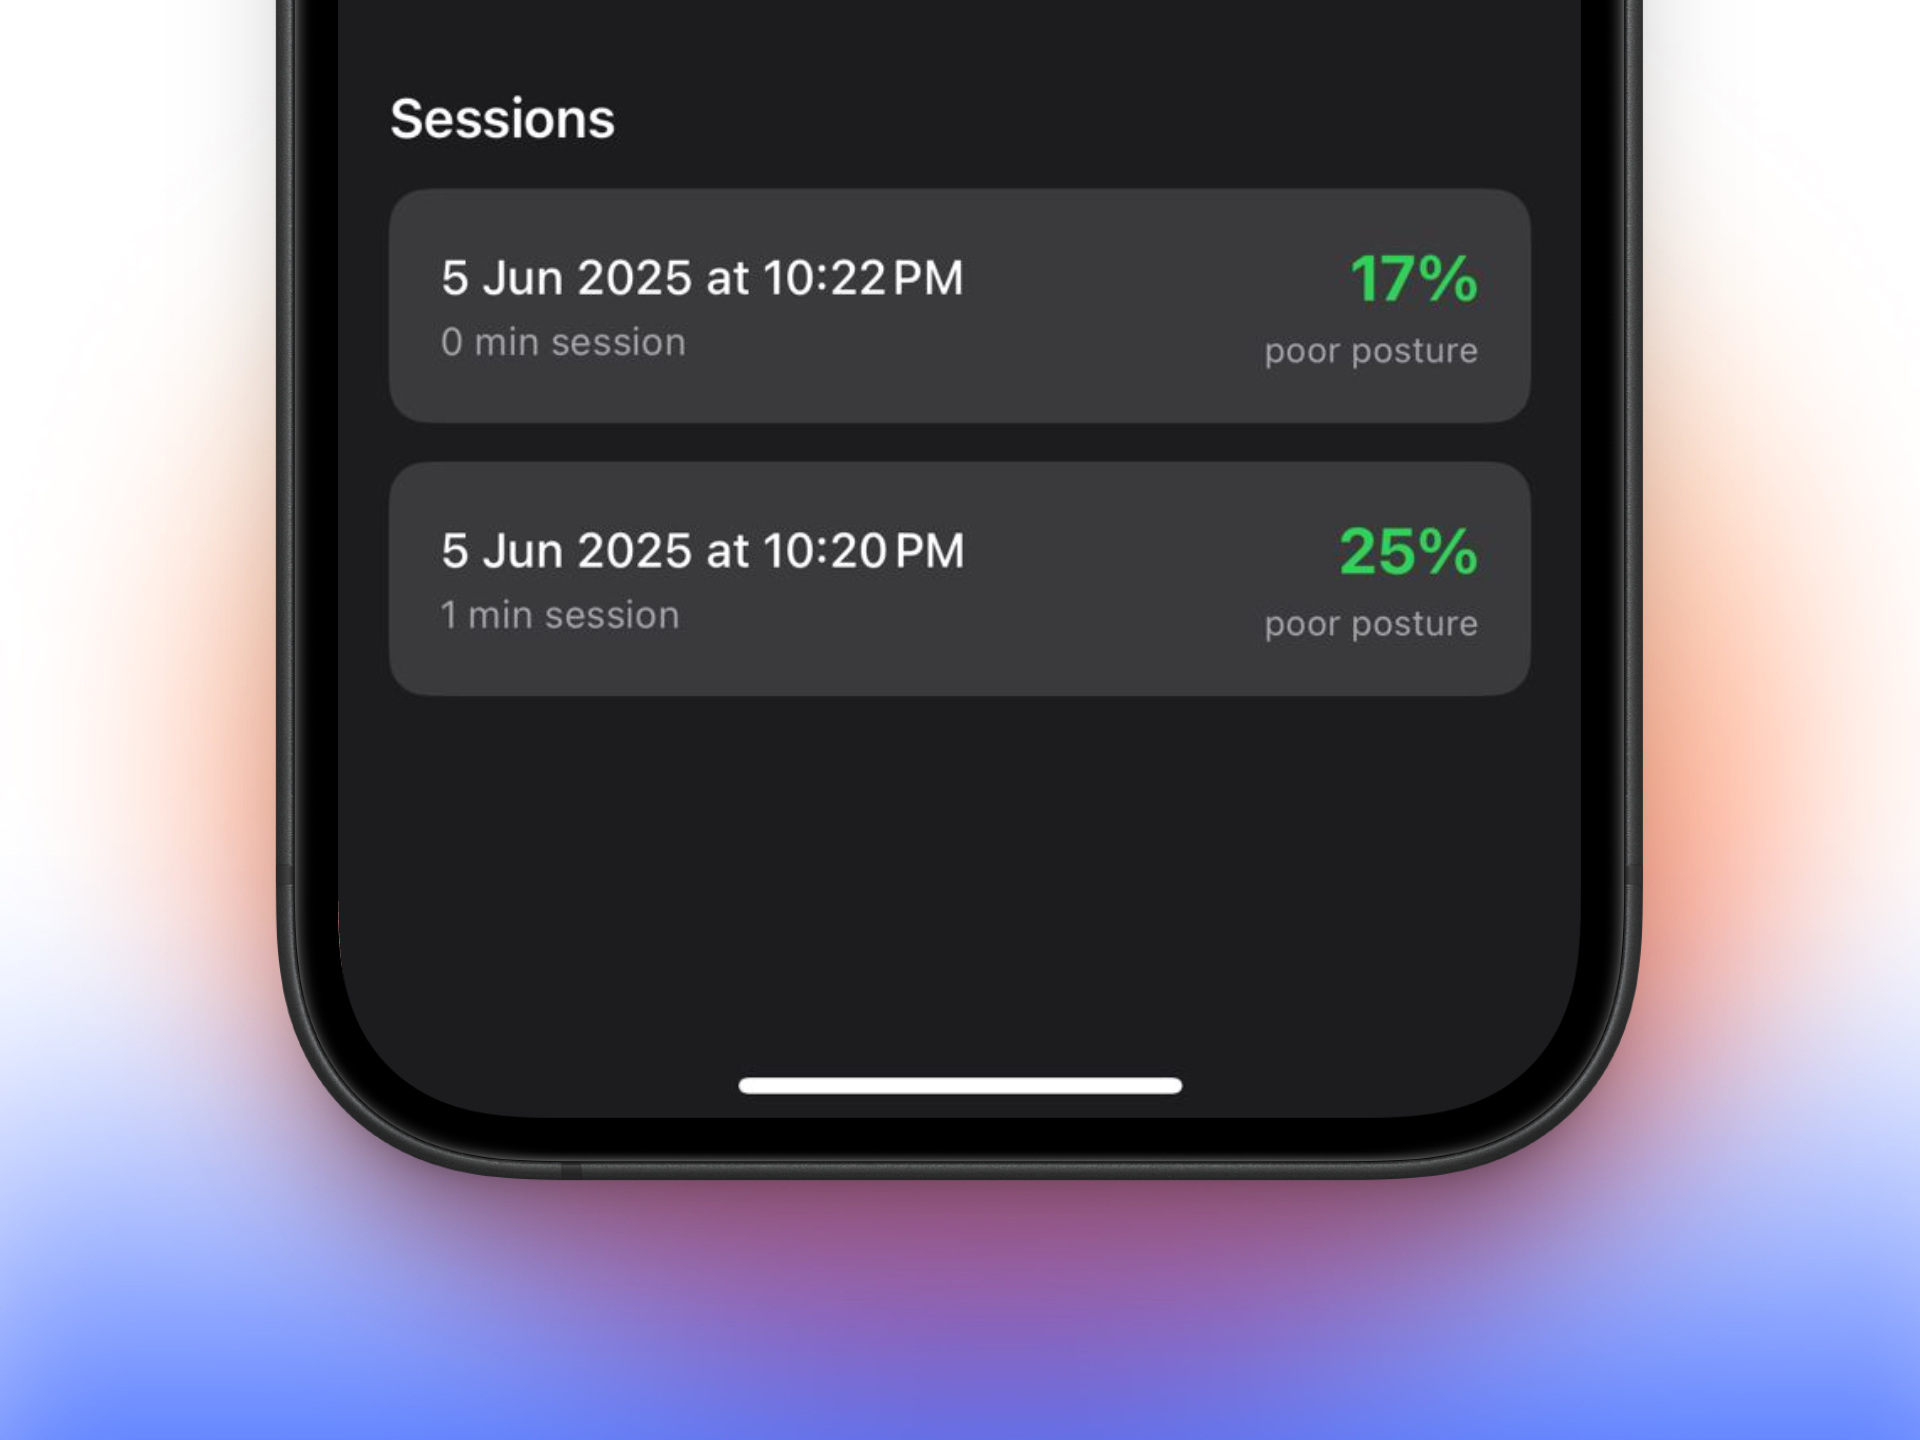 Sessions
5 Jun 2025 at 10:22 PM
17%
0 min session
poor posture
5 Jun 2025 at 10:20 PM
25%
1 min session
poor posture